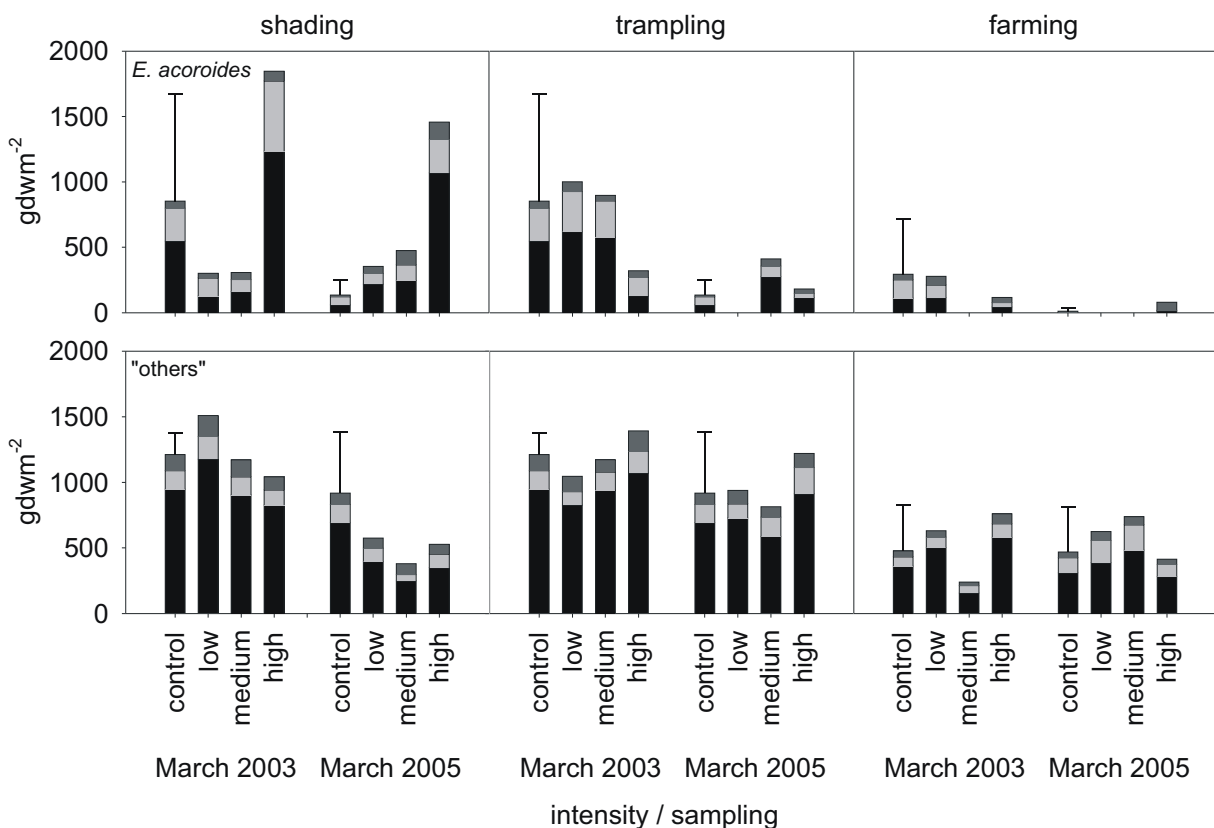 shading trampling farming
2000
1500
1000
500
0
gdwm-2
E. acoroides
2000
1500
1000
500
0
gdwm-2
"others"
control low medium high control low medium high control low medium high control low medium high control low medium high control low medium high
March 2003 March 2005 March 2003 March 2005 March 2003 March 2005
intensity / sampling